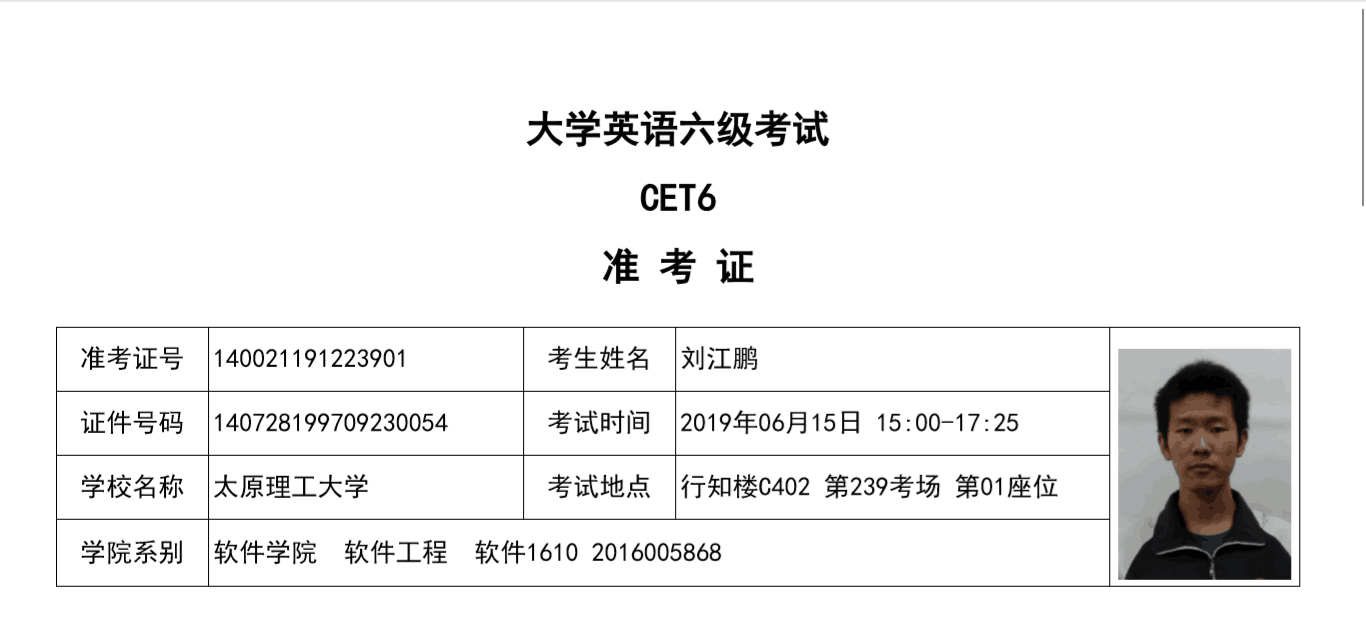 大学英语六级考试
CET6
准 考 证
准考证号 140021191223901 考生姓名 刘江鹏
证件号码 140728199709230054 考试时间 2019年06月15日 15:00-17:25
学校名称 太原理工大学 考试地点 行知楼C402 第239考场 第01座位
学院系别 软件学院 软件工程 软件1610 2016005868